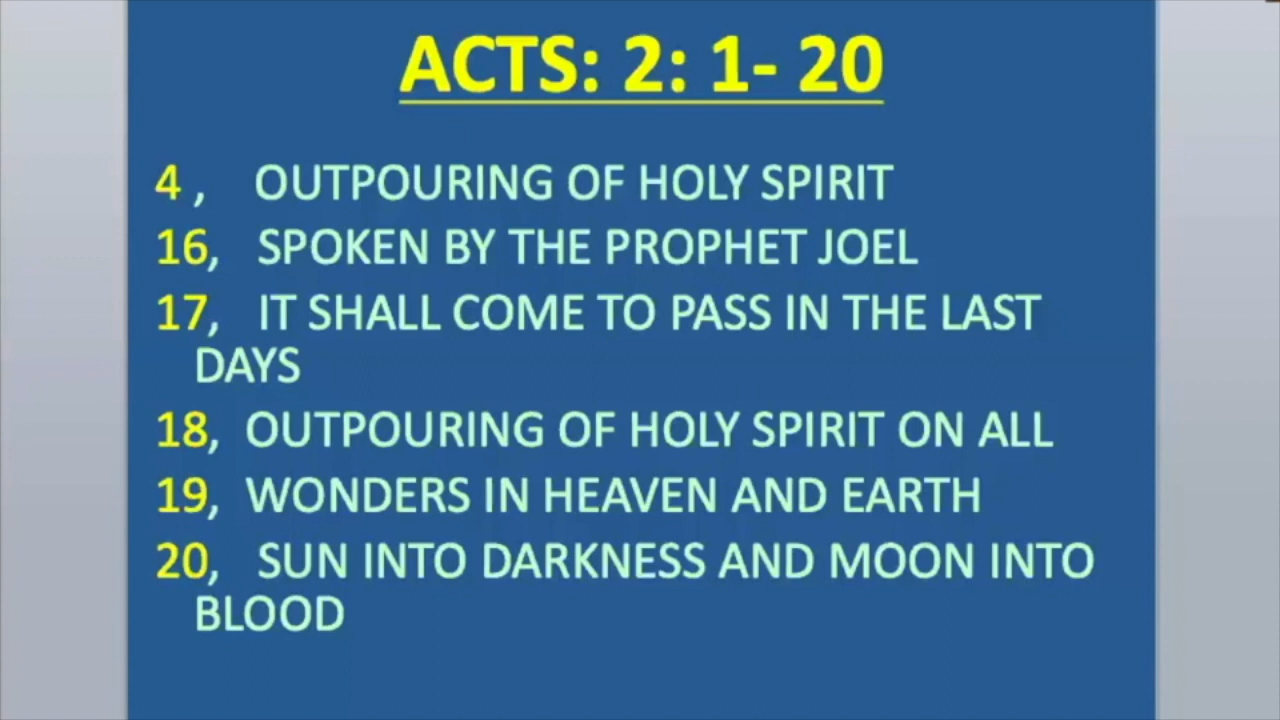 ACTS: 2: 1- 20
4 , OUTPOURING OF HOLY SPIRIT
16, SPOKEN BY THE PROPHET JOEL
17, IT SHALL COME TO PASS IN THE LAST
DAYS
18, OUTPOURING OF HOLY SPIRIT ON ALL
19, WONDERS IN HEAVEN AND EARTH
20, SUN INTO DARKNESS AND MOON INTO
BLOOD